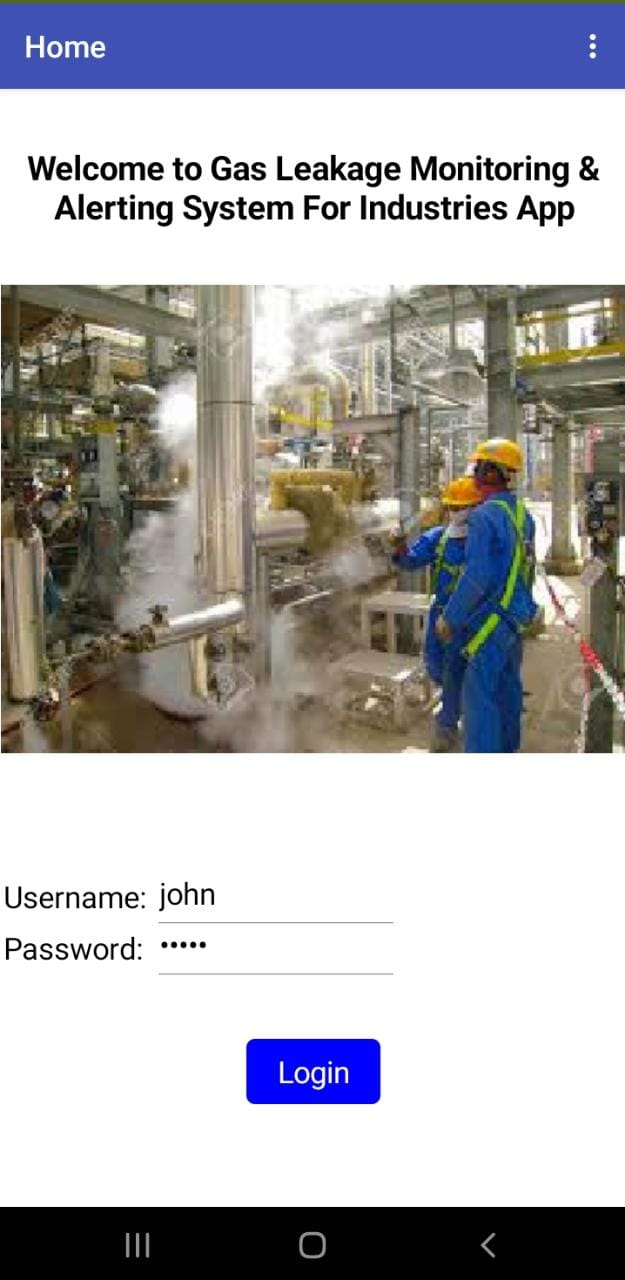 Home
Welcome to Gas Leakage Monitoring &
Alerting System For Industries App
Username: john
Password: •••••
Login